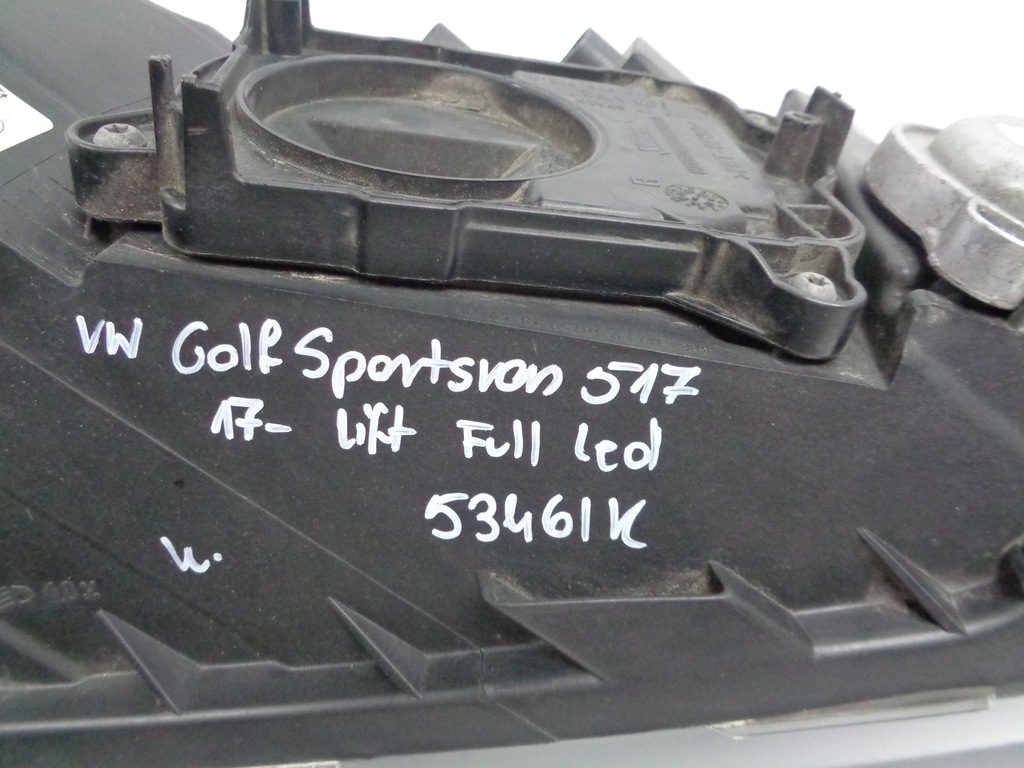 R
VW Golf Sportsvan 517
17- Lift Full Led
53461K
K.